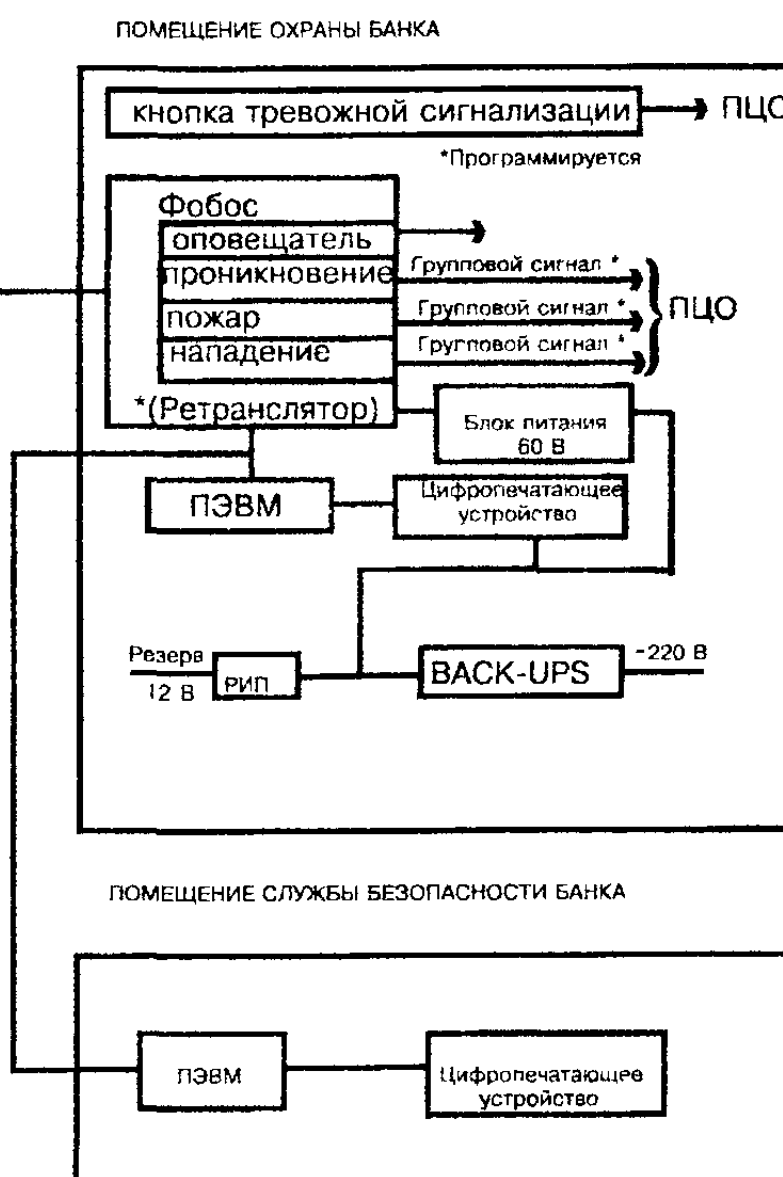 ПОМЕЩЕНИЕ ОХРАНЫ БАНКА
кнопка тревожной сигнализации
ПЦО
*Программируется
Фобос
оповещатель
проникновение
Групповой сигнал *
пожар
Групповой сигнал *
ПЦО
нападение
Групповой сигнал *
*(Ретранслятор)
Блок питания
60 В
ПЭВМ
Цифропечатающее
устройство
Резерв
12 В
РИП
BACK-UPS
~220 В
ПОМЕЩЕНИЕ СЛУЖБЫ БЕЗОПАСНОСТИ БАНКА
ПЭВМ
Цифропечатающее
устройство